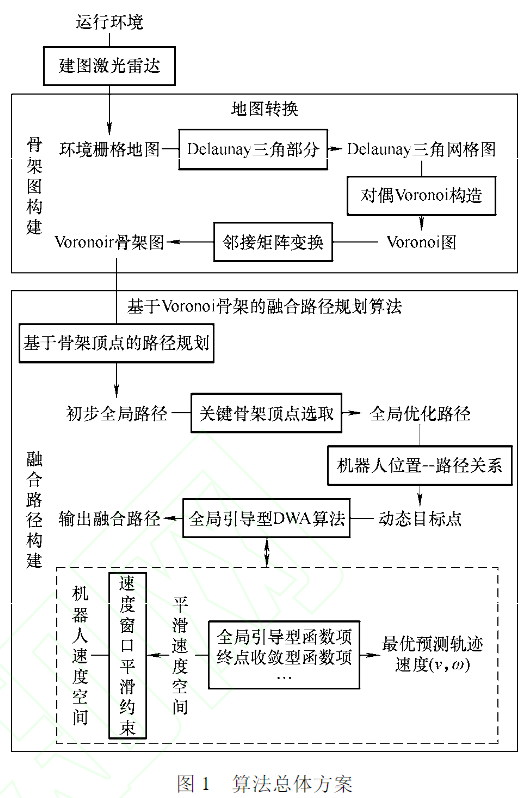 运行环境
建图激光雷达
地图转换
骨架图构建
环境栅格地图
Delaunay三角部分
Delaunay三角网格图
对偶Voronoi构造
Voronoir骨架图
邻接矩阵变换
Voronoi图
基于Voronoi骨架的融合路径规划算法
基于骨架顶点的路径规划
初步全局路径
关键骨架顶点选取
全局优化路径
机器人位置--路径关系
融合路径构建
输出融合路径
全局引导型DWA算法
动态目标点
机器人速度空间
速度窗口平滑约束
平滑速度空间
全局引导型函数项
终点收敛型函数项
…
最优预测轨迹
速度(v,ω)
图 1 算法总体方案